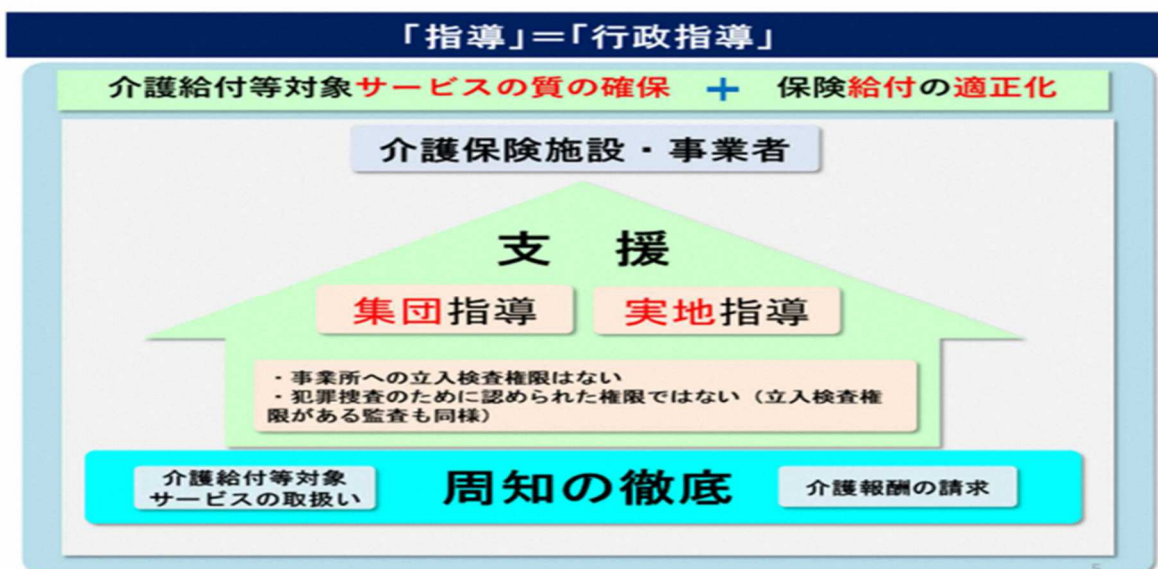 「指導」＝「行政指導」
介護給付等対象サービスの質の確保 ＋ 保険給付の適正化
介護保険施設・事業者
支 援
集団指導 実地指導
・事業所への立入検査権限はない
・犯罪捜査のために認められた権限ではない（立入検査権
限がある監査も同様）
介護給付等対象
サービスの取扱い
周知の徹底
介護報酬の請求
5